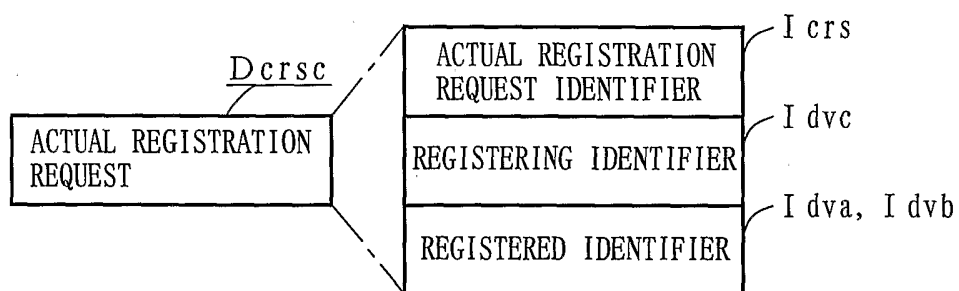 Dcrsc
ACTUAL REGISTRATION
REQUEST
ACTUAL REGISTRATION
REQUEST IDENTIFIER
I crs
REGISTERING IDENTIFIER
I dvc
REGISTERED IDENTIFIER
I dva, I dvb